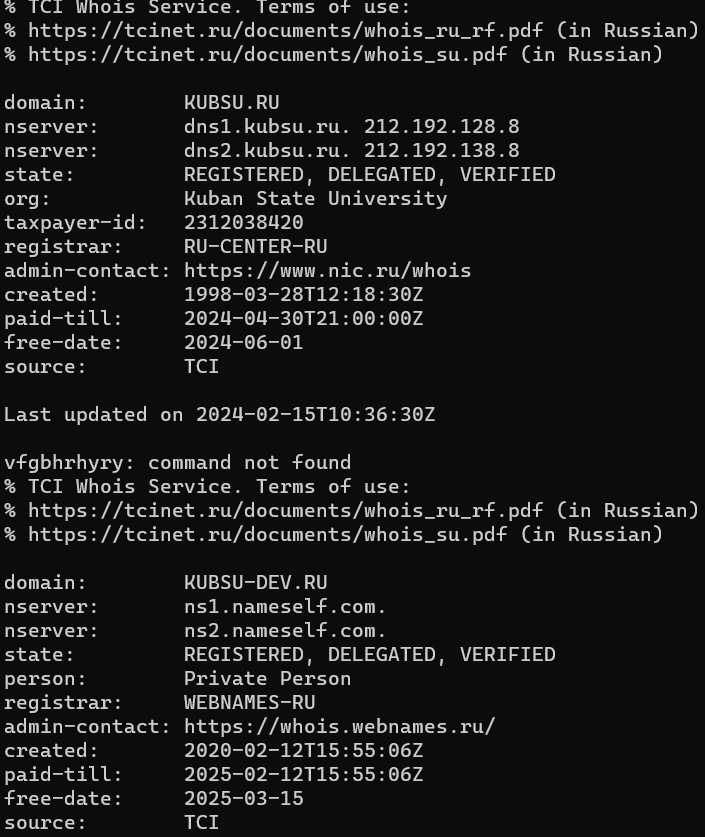 % TCI Whois Service. Terms of use:
% https://tcinet.ru/documents/whois_ru_rf.pdf (in Russian)
% https://tcinet.ru/documents/whois_su.pdf (in Russian)

domain:        KUBSU.RU
nserver:       dns1.kubsu.ru. 212.192.128.8
nserver:       dns2.kubsu.ru. 212.192.138.8
state:         REGISTERED, DELEGATED, VERIFIED
org:           Kuban State University
taxpayer-id:   2312038420
registrar:     RU-CENTER-RU
admin-contact: https://www.nic.ru/whois
created:       1998-03-28T12:18:30Z
paid-till:     2024-04-30T21:00:00Z
free-date:     2024-06-01
source:        TCI

Last updated on 2024-02-15T10:36:30Z

vfgbhrhyry: command not found
% TCI Whois Service. Terms of use:
% https://tcinet.ru/documents/whois_ru_rf.pdf (in Russian)
% https://tcinet.ru/documents/whois_su.pdf (in Russian)

domain:        KUBSU-DEV.RU
nserver:       ns1.nameself.com.
nserver:       ns2.nameself.com.
state:         REGISTERED, DELEGATED, VERIFIED
person:        Private Person
registrar:     WEBNAMES-RU
admin-contact: https://whois.webnames.ru/
created:       2020-02-12T15:55:06Z
paid-till:     2025-02-12T15:55:06Z
free-date:     2025-03-15
source:        TCI